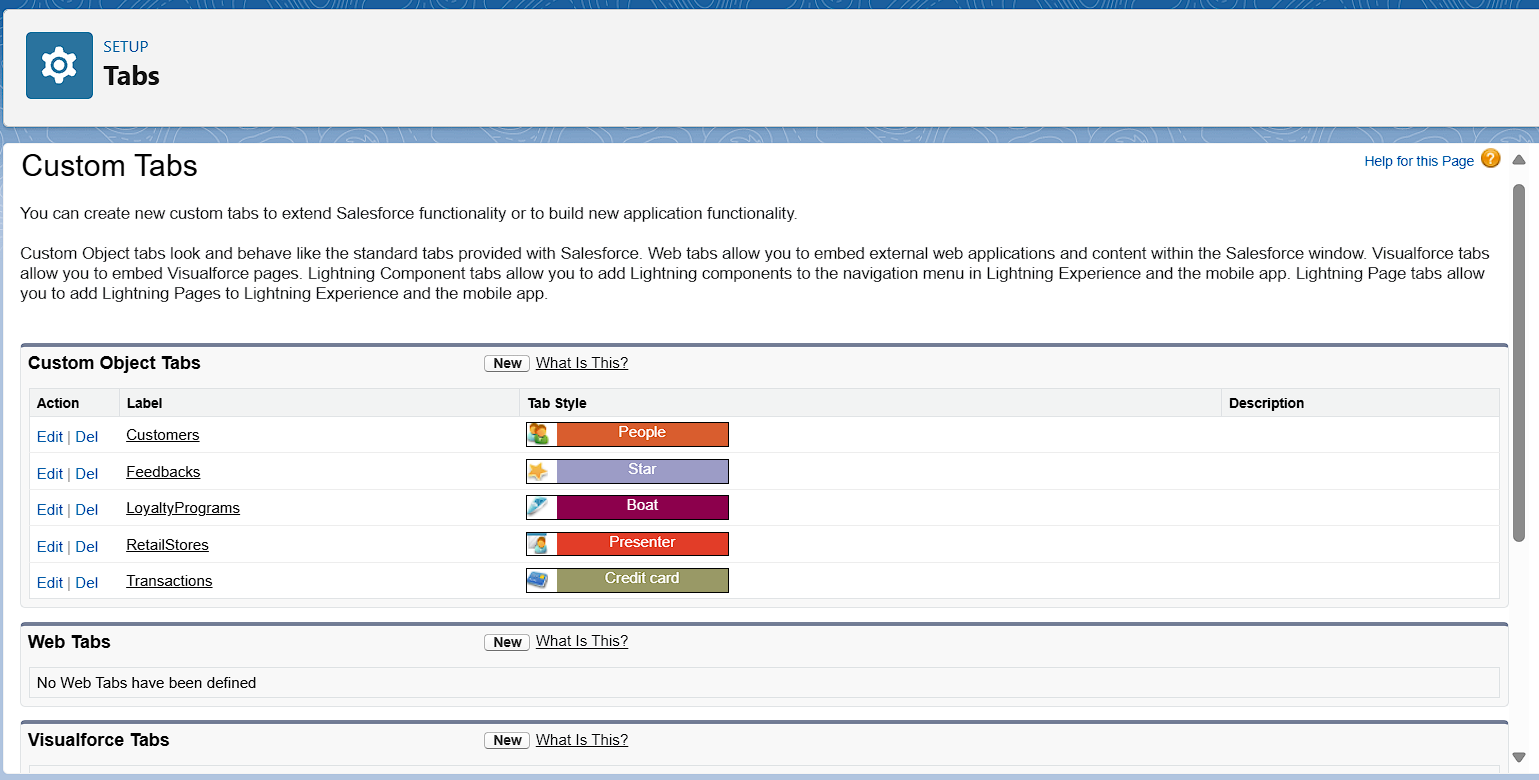 SETUP
Tabs
Custom Tabs
Help for this Page ?
You can create new custom tabs to extend Salesforce functionality or to build new application functionality.
Custom Object tabs look and behave like the standard tabs provided with Salesforce. Web tabs allow you to embed external web applications and content within the Salesforce window. Visualforce tabs
allow you to embed Visualforce pages. Lightning Component tabs allow you to add Lightning components to the navigation menu in Lightning Experience and the mobile app. Lightning Page tabs allow
you to add Lightning Pages to Lightning Experience and the mobile app.
Custom Object Tabs New What Is This?
Action Label Tab Style Description
Edit | Del Customers People
Edit | Del Feedbacks Star
Edit | Del LoyaltyPrograms Boat
Edit | Del RetailStores Presenter
Edit | Del Transactions Credit card
Web Tabs New What Is This?
No Web Tabs have been defined
Visualforce Tabs New What Is This?